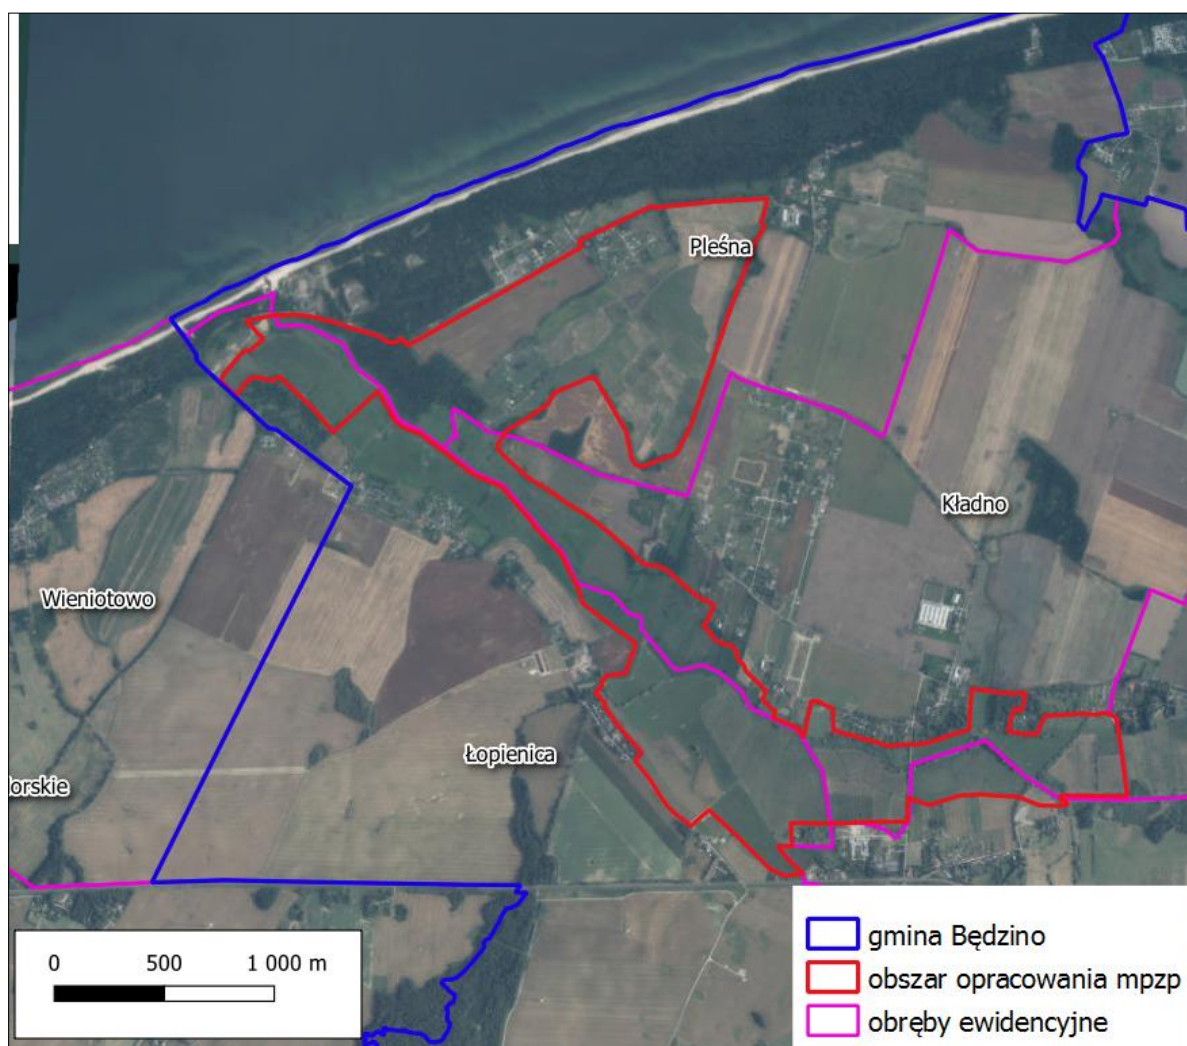 Pleśna
Kładno
Wieniotowo
Łopienica
orskie
0 500 1 000 m
gmina Będzino
obszar opracowania mpzp
obręby ewidencyjne